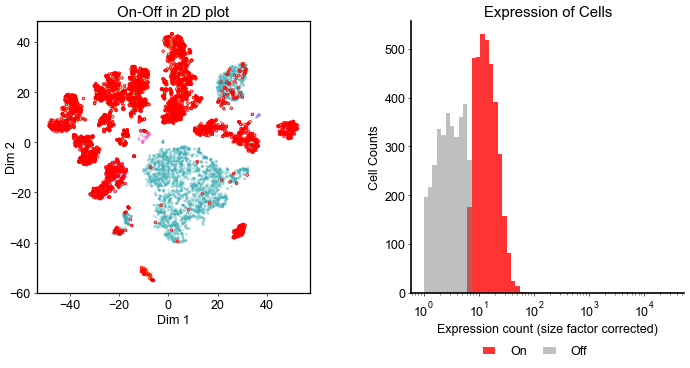 On-Off in 2D plot
40
20
0
−20
−40
−60
Dim 2
−40 −20 0 20 40
Dim 1
Expression of Cells
500
400
300
200
100
0
Cell Counts
10^0 10^1 10^2 10^3 10^4
Expression count (size factor corrected)
On Off